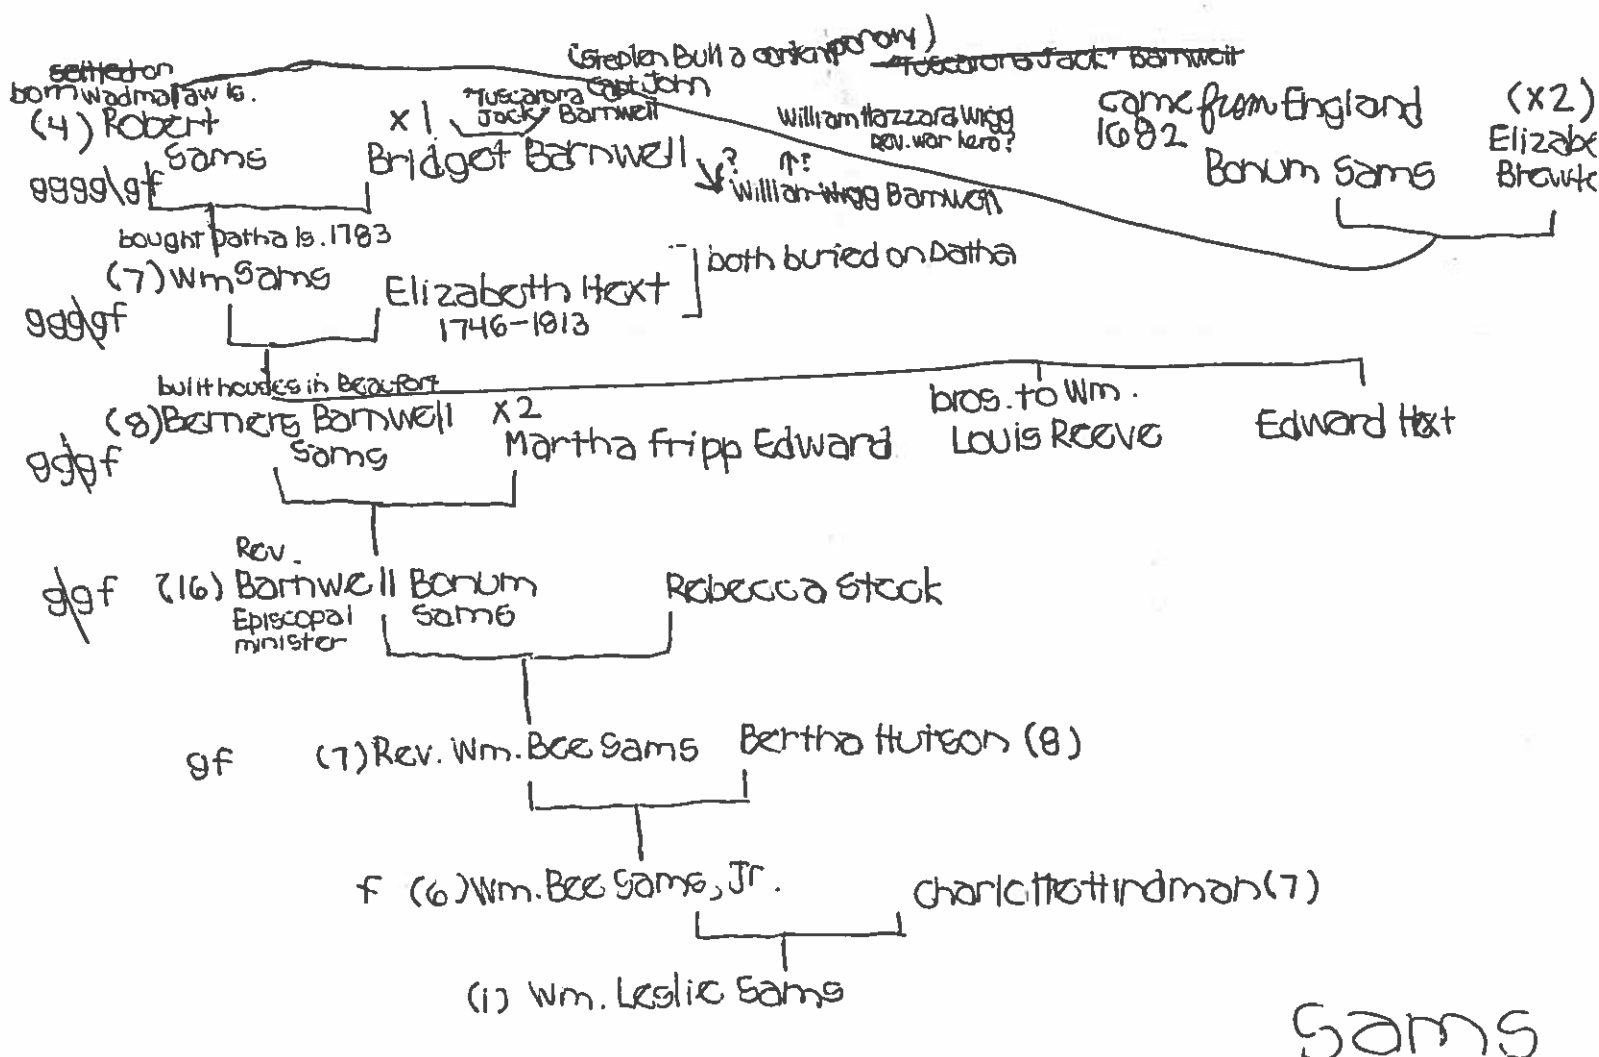 (Stephen Bull a contemporary)
"Tuscarora Jack" Barnwell
settled on
born Wadmalaw Is.
(4) Robert Sams
x1
"Tuscarora Jack" Capt John Barnwell
Bridget Barnwell
William Hazzard Wigg
Rev. war hero?
?
↑?
William Wigg Barnwell
came from England
1682
Bonum Sams
(x2)
gggg\gf
bought Datha Is. 1783
(7) Wm Sams
Elizabeth Hext
1746-1813
both buried on Datha
ggg\gf
built houses in Beaufort
(8) Berners Barnwell Sams
x2
Martha Fripp Edward
bros. to Wm.
Louis Reeve
Edward Hext
gg\gf
Rev.
g\gf (16) Barnwell Bonum Sams
Episcopal minister
Rebecca Stock
gf (7) Rev. Wm. Bee Sams Bertha Hutson (8)
f (6) Wm. Bee Sams, Jr. Charlotte Hindman (7)
(1) Wm. Leslie Sams
Sams